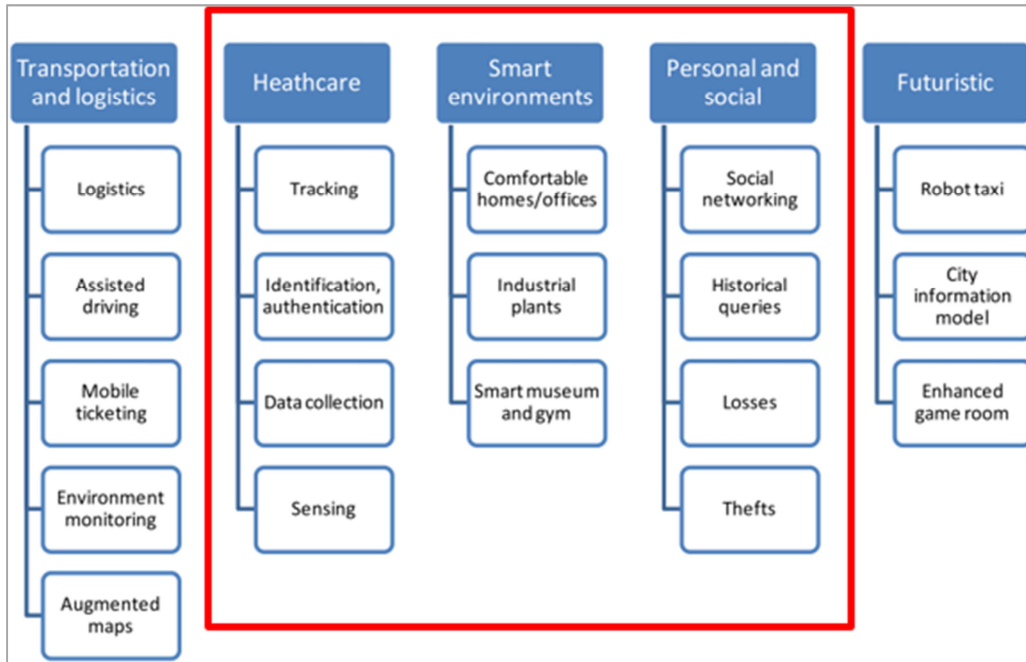 Transportation
and logistics
Logistics
Assisted
driving
Mobile
ticketing
Environment
monitoring
Augmented
maps
Heathcare
Tracking
Identification,
authentication
Data collection
Sensing
Smart
environments
Comfortable
homes/offices
Industrial
plants
Smart museum
and gym
Personal and
social
Social
networking
Historical
queries
Losses
Thefts
Futuristic
Robot taxi
City
information
model
Enhanced
game room